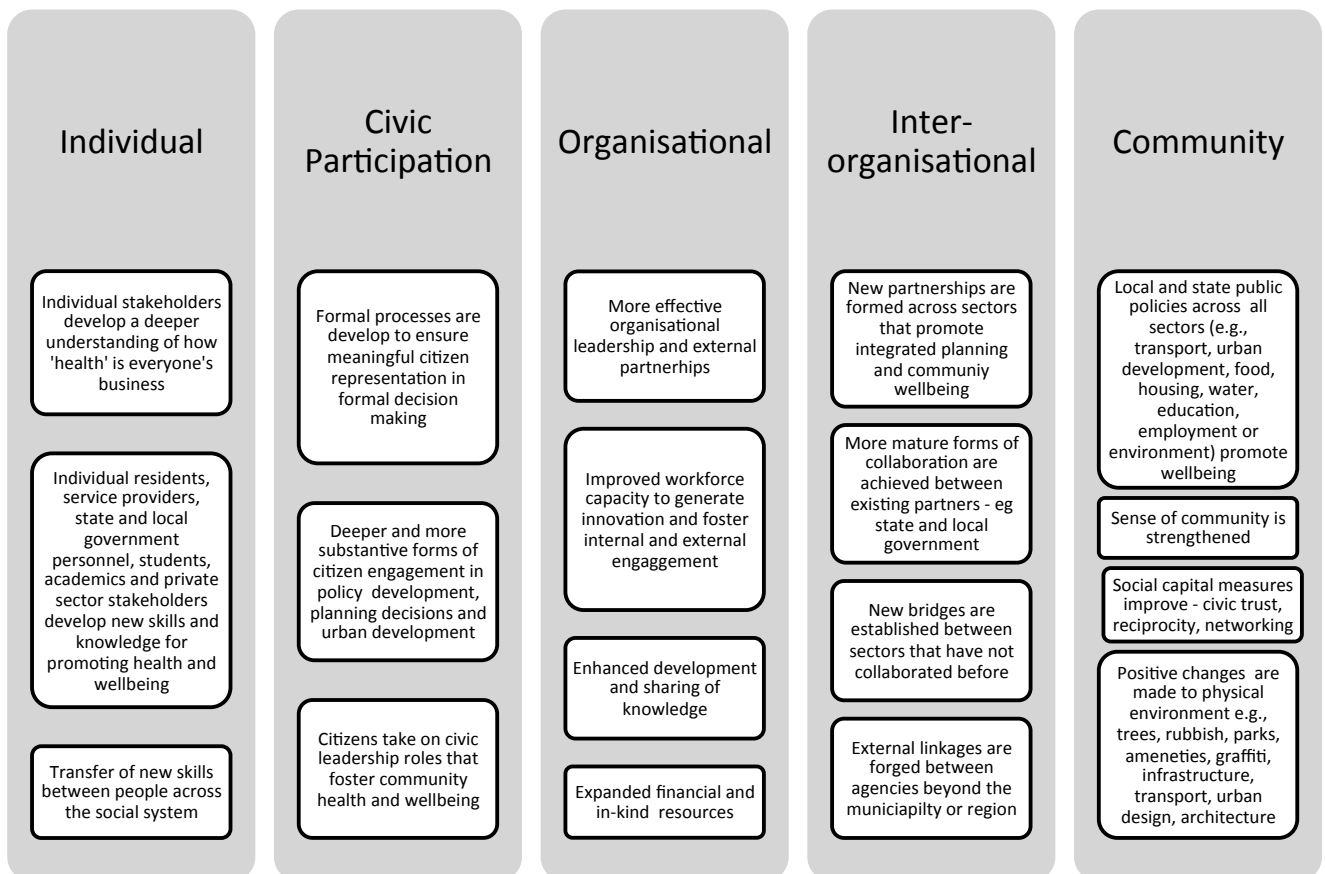 Individual
Individual stakeholders
develop a deeper
understanding of how
'health' is everyone's
business
Individual residents,
service providers,
state and local
government
personnel, students,
academics and private
sector stakeholders
develop new skills and
knowledge for
promoting health and
wellbeing
Transfer of new skills
between people across
the social system
Civic
Participation
Formal processes are
develop to ensure
meaningful citizen
representation in
formal decision
making
Deeper and more
substantive forms of
citizen engagement in
policy development,
planning decisions and
urban development
Citizens take on civic
leadership roles that
foster community
health and wellbeing
Organisational
More effective
organisational
leadership and external
partnerhips
Improved workforce
capacity to generate
innovation and foster
internal and external
engaggement
Enhanced development
and sharing of
knowledge
Expanded financial and
in-kind resources
Inter-
organisational
New partnerships are
formed across sectors
that promote
integrated planning
and communiy
wellbeing
More mature forms of
collaboration are
achieved between
existing partners - eg
state and local
government
New bridges are
established between
sectors that have not
collaborated before
External linkages are
forged between
agencies beyond the
municiapilty or region
Community
Local and state public
policies across all
sectors (e.g.,
transport, urban
development, food,
housing, water,
education,
employment or
environment) promote
wellbeing
Sense of community is
strengthened
Social capital measures
improve - civic trust,
reciprocity, networking
Positive changes are
made to physical
environment e.g.,
trees, rubbish, parks,
ameneties, graffiti,
infrastructure,
transport, urban
design, architecture